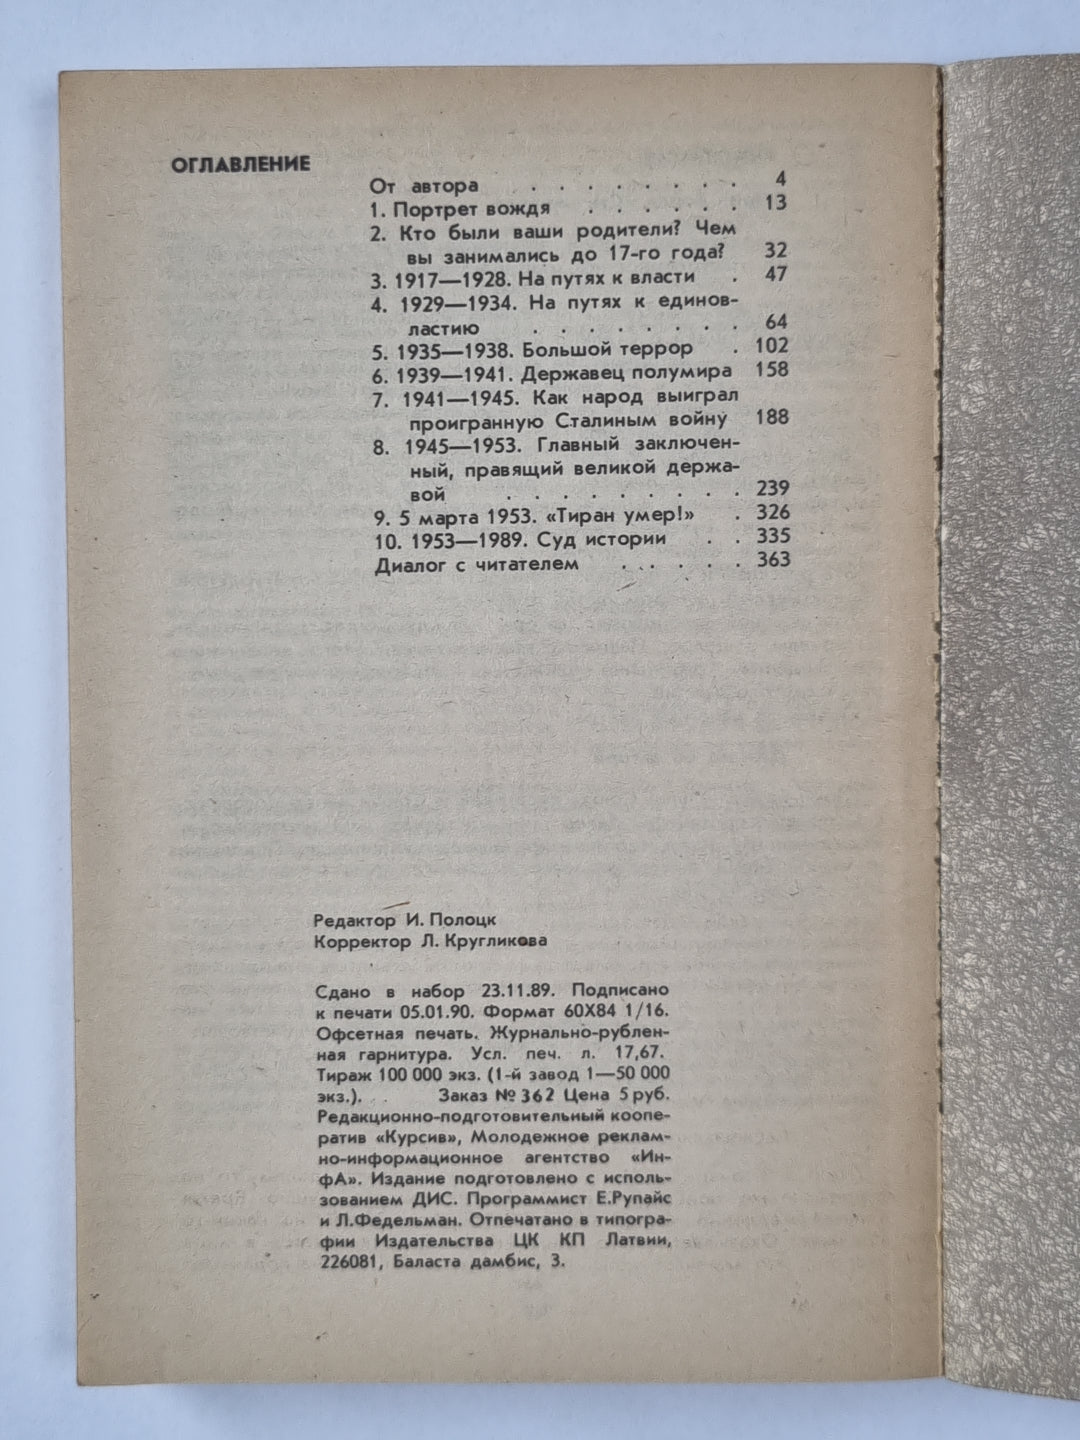 ОГЛАВЛЕНИЕ
От автора . . . . . . . . 4
1. Портрет вождя . . . . . . 13
2. Кто были ваши родители? Чем
вы занимались до 17-го года? 32
3. 1917—1928. На путях к власти . 47
4. 1929—1934. На путях к единов-
ластию . . . . . . . . 64
5. 1935—1938. Большой террор . 102
6. 1939—1941. Державец полумира 158
7. 1941—1945. Как народ выиграл
проигранную Сталиным войну 188
8. 1945—1953. Главный заключен-
ный, правящий великой держа-
вой . . . . . . . . . 239
9. 5 марта 1953. «Тиран умер!» . 326
10. 1953—1989. Суд истории . . 335
Диалог с читателем . . . . . 363
Редактор И. Полоцк
Корректор Л. Кругликова
Сдано в набор 23.11.89. Подписано
к печати 05.01.90. Формат 60Х84 1/16.
Офсетная печать. Журнально-рублен-
ная гарнитура. Усл. печ. л. 17,67.
Тираж 100 000 экз. (1-й завод 1—50 000
экз.). Заказ № 362 Цена 5 руб.
Редакционно-подготовительный коопе-
ратив «Курсив», Молодежное реклам-
но-информационное агентство «Ин-
фА». Издание подготовлено с исполь-
зованием ДИС. Программист Е.Рупайс
и Л.Федельман. Отпечатано в типогра-
фии Издательства ЦК КП Латвии,
226081, Баласта дамбис, 3.